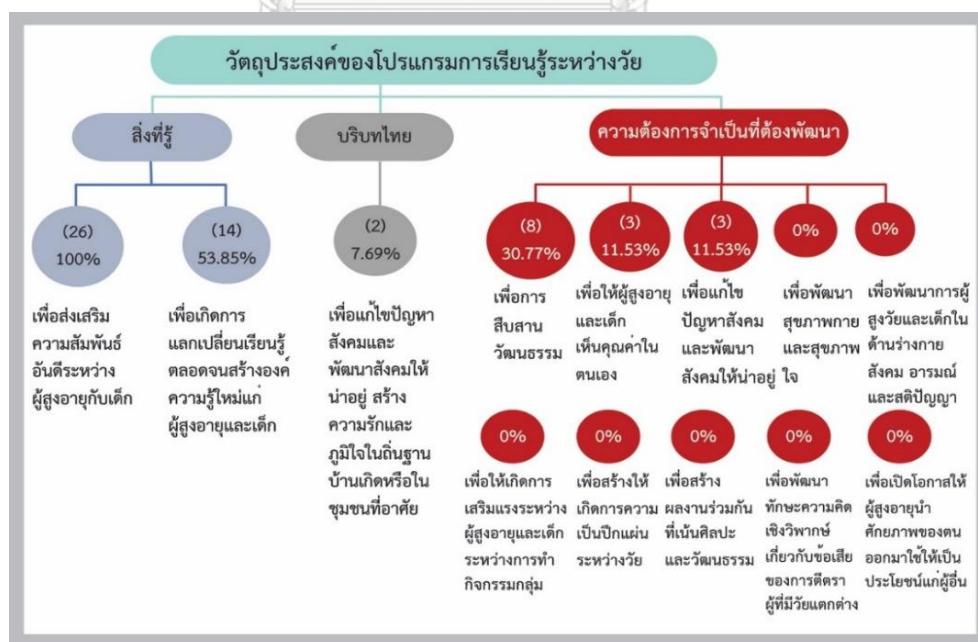 วัตถุประสงค์ของโปรแกรมการเรียนรู้ระหว่างวัย
สิ่งที่รู้
บริบทไทย
ความต้องการจำเป็นที่ต้องพัฒนา
(26)
100%
เพื่อส่งเสริม
ความสัมพันธ์
อันดีระหว่าง
ผู้สูงอายุกับเด็ก
(14)
53.85%
เพื่อเกิดการ
แลกเปลี่ยนเรียนรู้
ตลอดจนสร้างองค์
ความรู้ใหม่แก่
ผู้สูงอายุและเด็ก
(2)
7.69%
เพื่อแก้ไขปัญหา
สังคมและ
พัฒนาสังคมให้
น่าอยู่ สร้าง
ความรักและ
ภูมิใจในถิ่นฐาน
บ้านเกิดหรือใน
ชุมชนที่อาศัย
(8)
30.77%
เพื่อการ
สืบสาน
วัฒนธรรม
(3)
11.53%
เพื่อให้ผู้สูงอายุ
และเด็ก
เห็นคุณค่าใน
ตนเอง
(3)
11.53%
เพื่อแก้ไข
ปัญหาสังคม
และพัฒนา
สังคมให้น่าอยู่
0%
เพื่อพัฒนา
สุขภาพกาย
และสุขภาพ
ใจ
0%
เพื่อพัฒนาการผู้
สูงวัยและเด็กใน
ด้านร่างกาย
สังคม อารมณ์
และสติปัญญา
0%
เพื่อให้เกิดการ
เสริมแรงระหว่าง
ผู้สูงอายุและเด็ก
ระหว่างการทำ
กิจกรรมกลุ่ม
0%
เพื่อสร้างให้
เกิดการความ
เป็นปึกแผ่น
ระหว่างวัย
0%
เพื่อสร้าง
ผลงานร่วมกัน
ที่เน้นศิลปะ
และวัฒนธรรม
0%
เพื่อพัฒนา
ทักษะความคิด
เชิงวิพากษ์
เกี่ยวกับข้อเสีย
ของการตีตรา
ผู้ที่มีวัยแตกต่าง
0%
เพื่อเปิดโอกาสให้
ผู้สูงอายุนำ
ศักยภาพของตน
ออกมาใช้ให้เป็น
ประโยชน์แก่ผู้อื่น